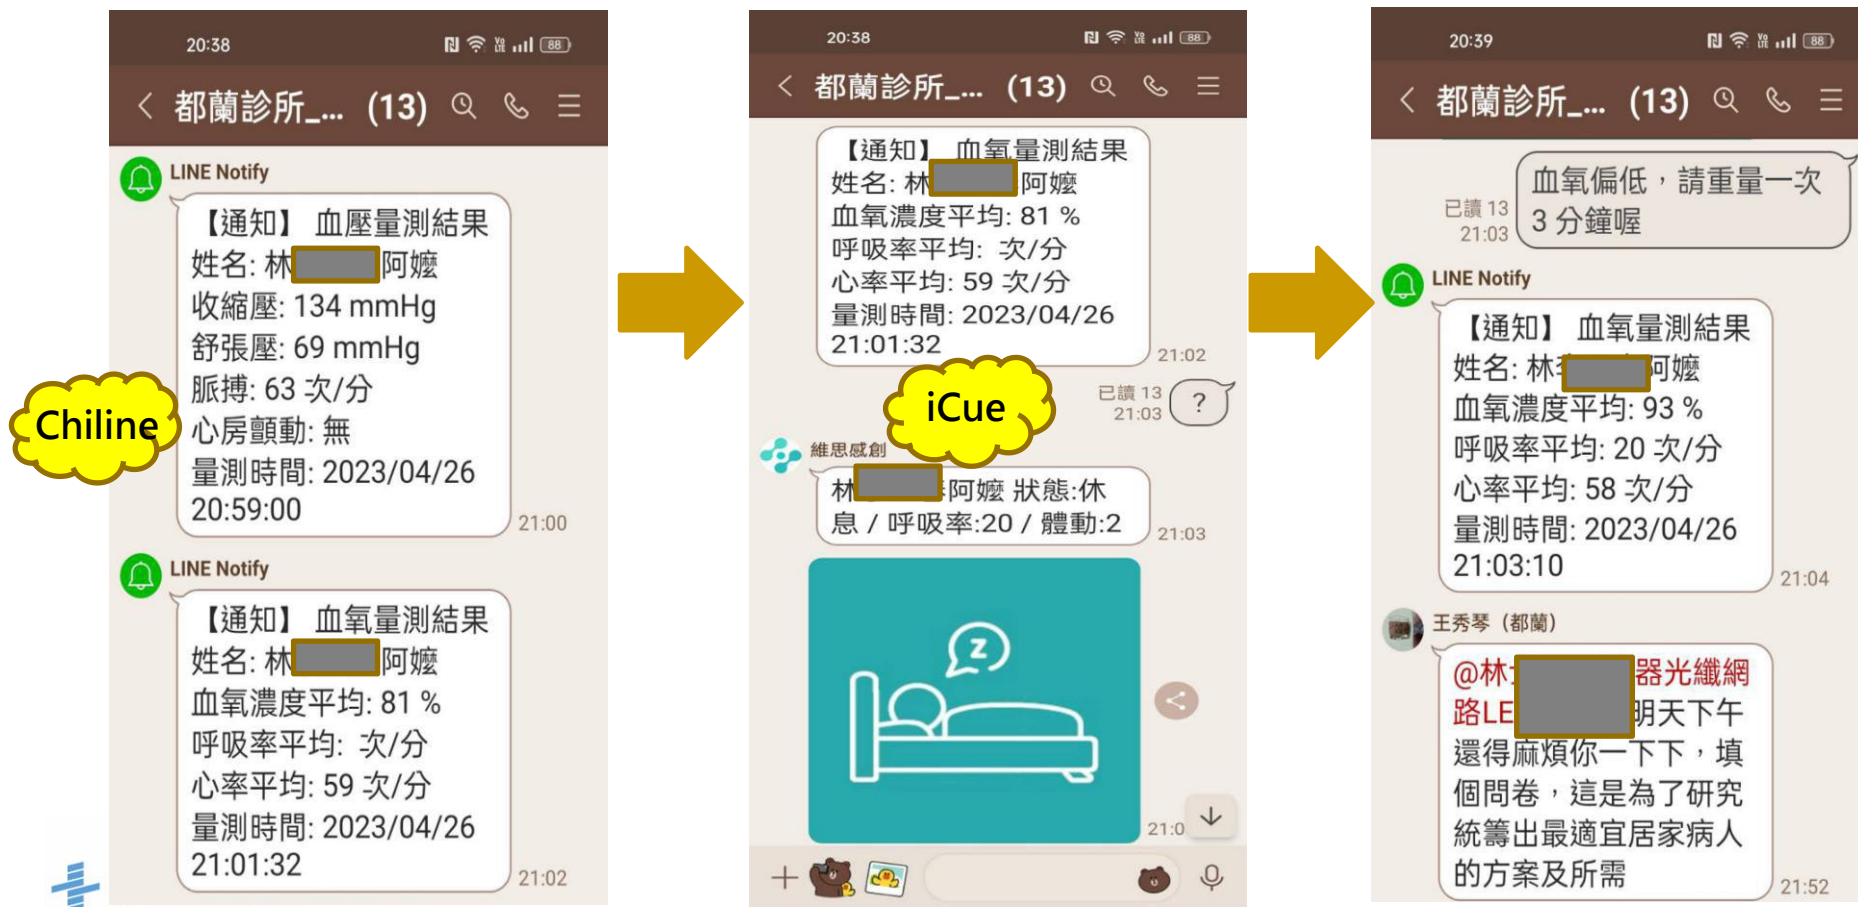 20:38
88
都蘭診所_... (13)
LINE Notify
【通知】 血壓量測結果
姓名: 林 阿嬤
收縮壓: 134 mmHg
舒張壓: 69 mmHg
脈搏: 63 次/分
心房顫動: 無
量測時間: 2023/04/26
20:59:00
21:00
Chiline
LINE Notify
【通知】 血氧量測結果
姓名: 林 阿嬤
血氧濃度平均: 81 %
呼吸率平均: 次/分
心率平均: 59 次/分
量測時間: 2023/04/26
21:01:32
21:02
20:38
88
都蘭診所_... (13)
【通知】 血氧量測結果
姓名: 林 阿嬤
血氧濃度平均: 81 %
呼吸率平均: 次/分
心率平均: 59 次/分
量測時間: 2023/04/26
21:01:32
21:02
已讀 13
21:03
?
iCue
維思感創
林 阿嬤 狀態:休
息 / 呼吸率:20 / 體動:2
21:03
z
21:0
20:39
88
都蘭診所_... (13)
血氧偏低，請重量一次
3 分鐘喔
已讀 13
21:03
LINE Notify
【通知】 血氧量測結果
姓名: 林 阿嬤
血氧濃度平均: 93 %
呼吸率平均: 20 次/分
心率平均: 58 次/分
量測時間: 2023/04/26
21:03:10
21:04
王秀琴（都蘭）
@林 器光纖網
路LE 明天下午
還得麻煩你一下下，填
個問卷，這是為了研究
統籌出最適宜居家病人
的方案及所需
21:52